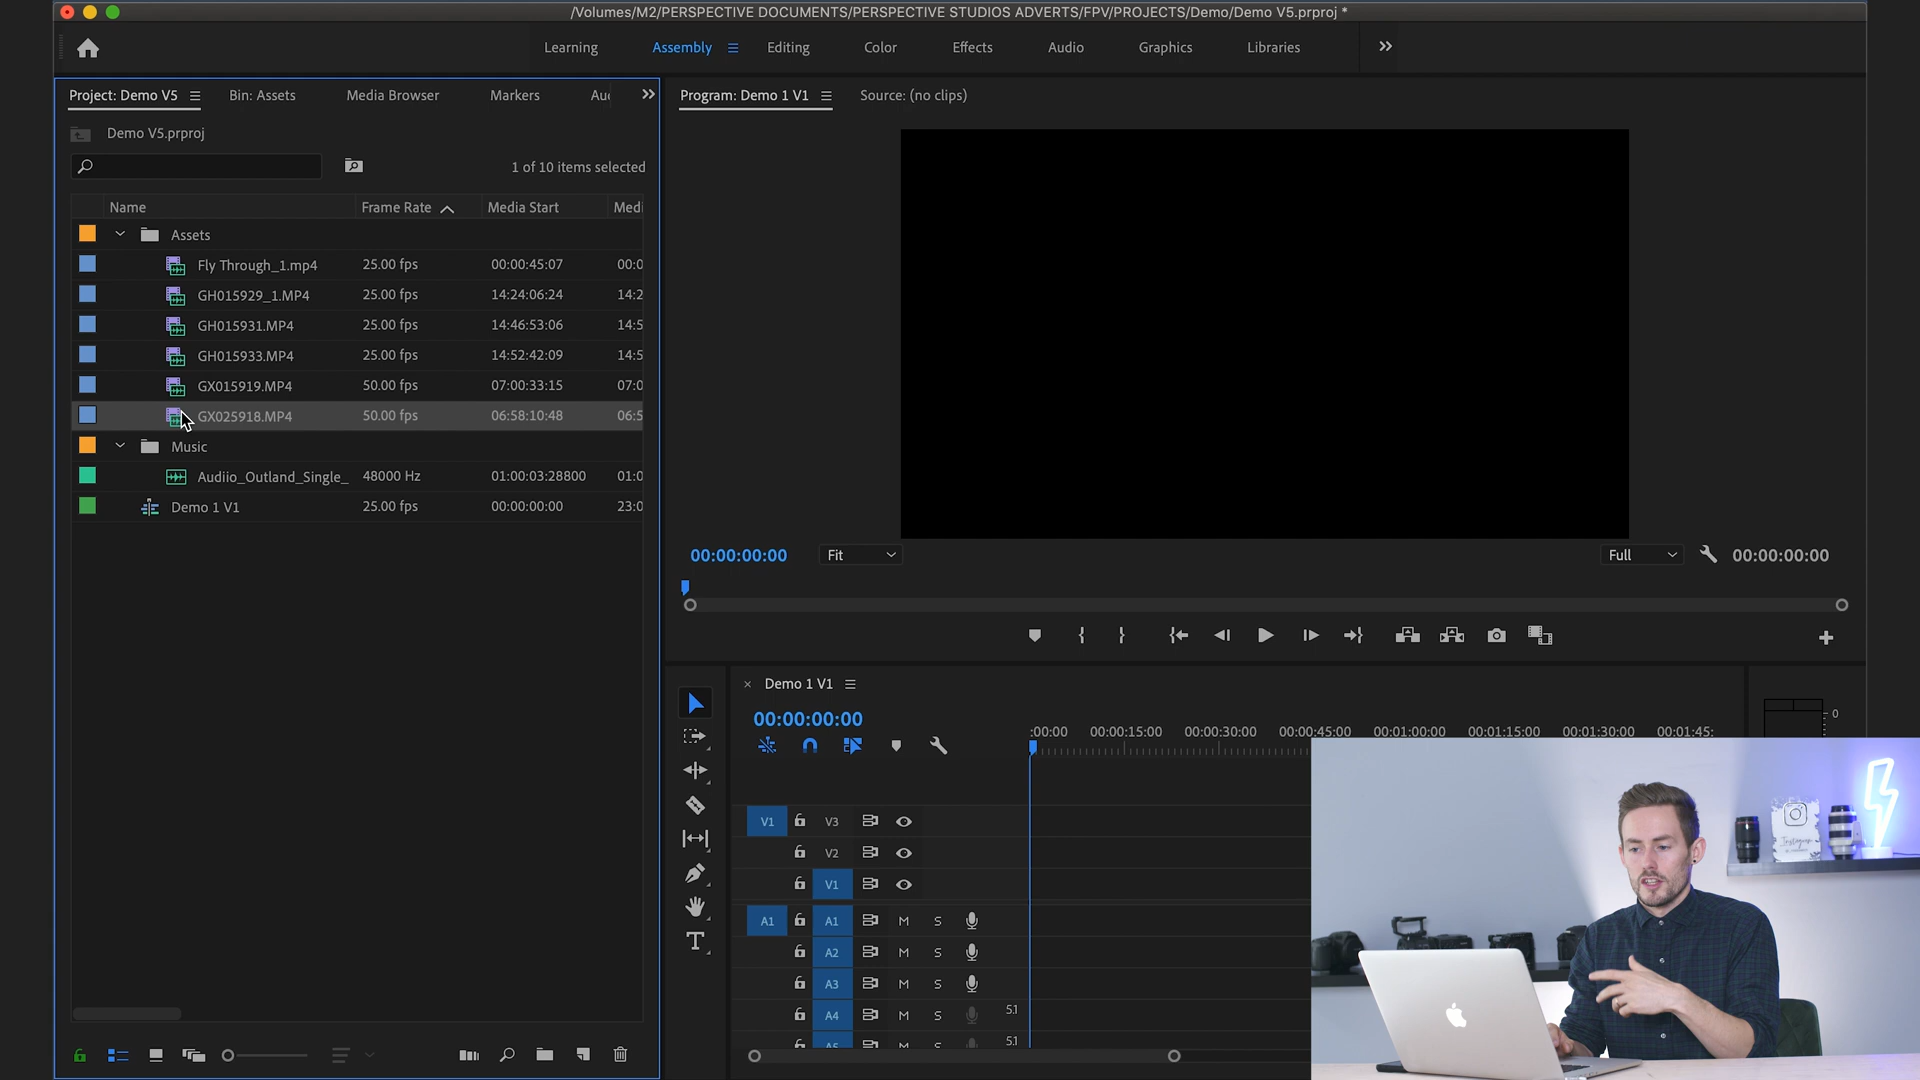 /Volumes/M2/PERSPECTIVE DOCUMENTS/PERSPECTIVE STUDIOS ADVERTS/FPV/PROJECTS/Demo/Demo V5.prproj *
Learning Assembly Editing Color Effects Audio Graphics Libraries
Project: Demo V5 Bin: Assets Media Browser Markers Au
Demo V5.prproj
1 of 10 items selected
Name Frame Rate Media Start Medi
Assets
Fly Through_1.mp4 25.00 fps 00:00:45:07 00:0
GH015929_1.MP4 25.00 fps 14:24:06:24 14:2
GH015931.MP4 25.00 fps 14:46:53:06 14:5
GH015933.MP4 25.00 fps 14:52:42:09 14:5
GX015919.MP4 50.00 fps 07:00:33:15 07:0
GX025918.MP4 50.00 fps 06:58:10:48 06:5
Music
Audiio_Outland_Single_ 48000 Hz 01:00:03:28800 01:0
Demo 1 V1 25.00 fps 00:00:00:00 23:0
Program: Demo 1 V1 Source: (no clips)
00:00:00:00 Fit Full 00:00:00:00
Demo 1 V1
00:00:00:00
:00:00 00:00:15:00 00:00:30:00 00:00:45:00 00:01:00:00 00:01:15:00 00:01:30:00 00:01:45:
0
V1 V3
V2
V1
A1 A1 M S
A2 M S
A3 M S
A4 M S 5.1
A5 M S 5.1
Instagram